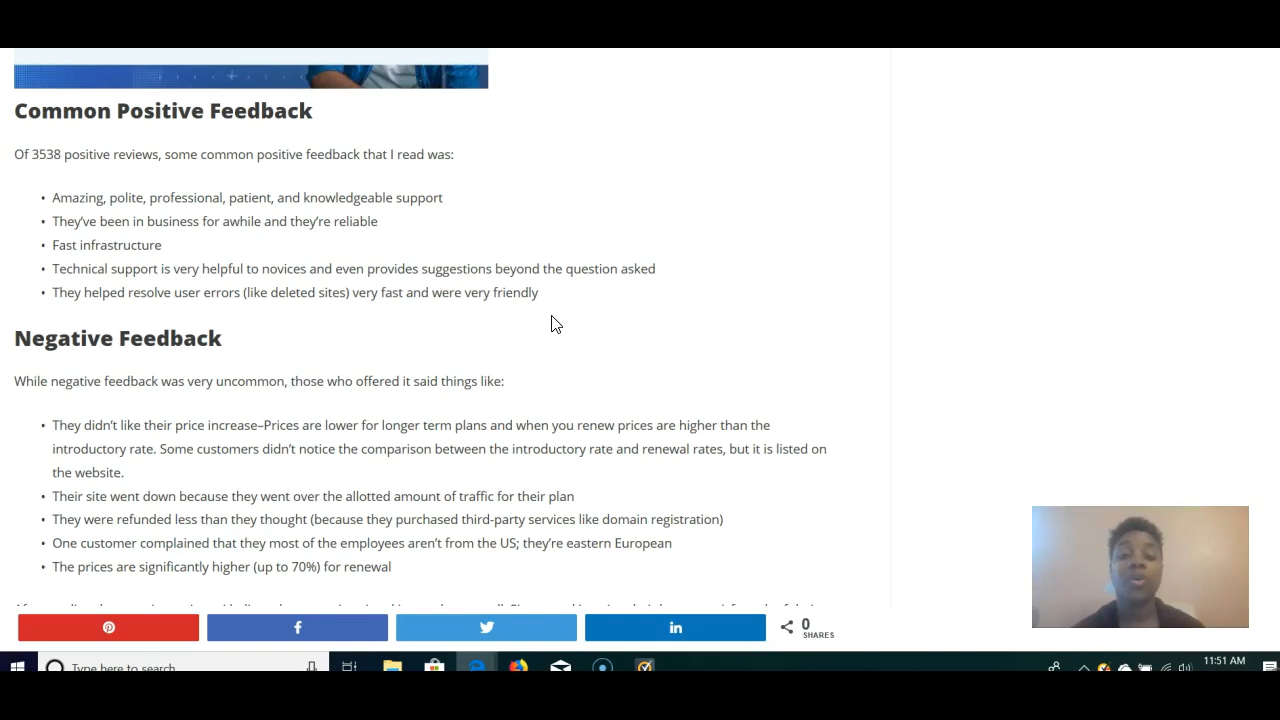 Common Positive Feedback
Of 3538 positive reviews, some common positive feedback that I read was:
• Amazing, polite, professional, patient, and knowledgeable support
• They’ve been in business for awhile and they’re reliable
• Fast infrastructure
• Technical support is very helpful to novices and even provides suggestions beyond the question asked
• They helped resolve user errors (like deleted sites) very fast and were very friendly
Negative Feedback
While negative feedback was very uncommon, those who offered it said things like:
• They didn’t like their price increase–Prices are lower for longer term plans and when you renew prices are higher than the
introductory rate. Some customers didn’t notice the comparison between the introductory rate and renewal rates, but it is listed on
the website.
• Their site went down because they went over the allotted amount of traffic for their plan
• They were refunded less than they thought (because they purchased third-party services like domain registration)
• One customer complained that they most of the employees aren’t from the US; they’re eastern European
• The prices are significantly higher (up to 70%) for renewal
0
SHARES
Type here to search
11:51 AM